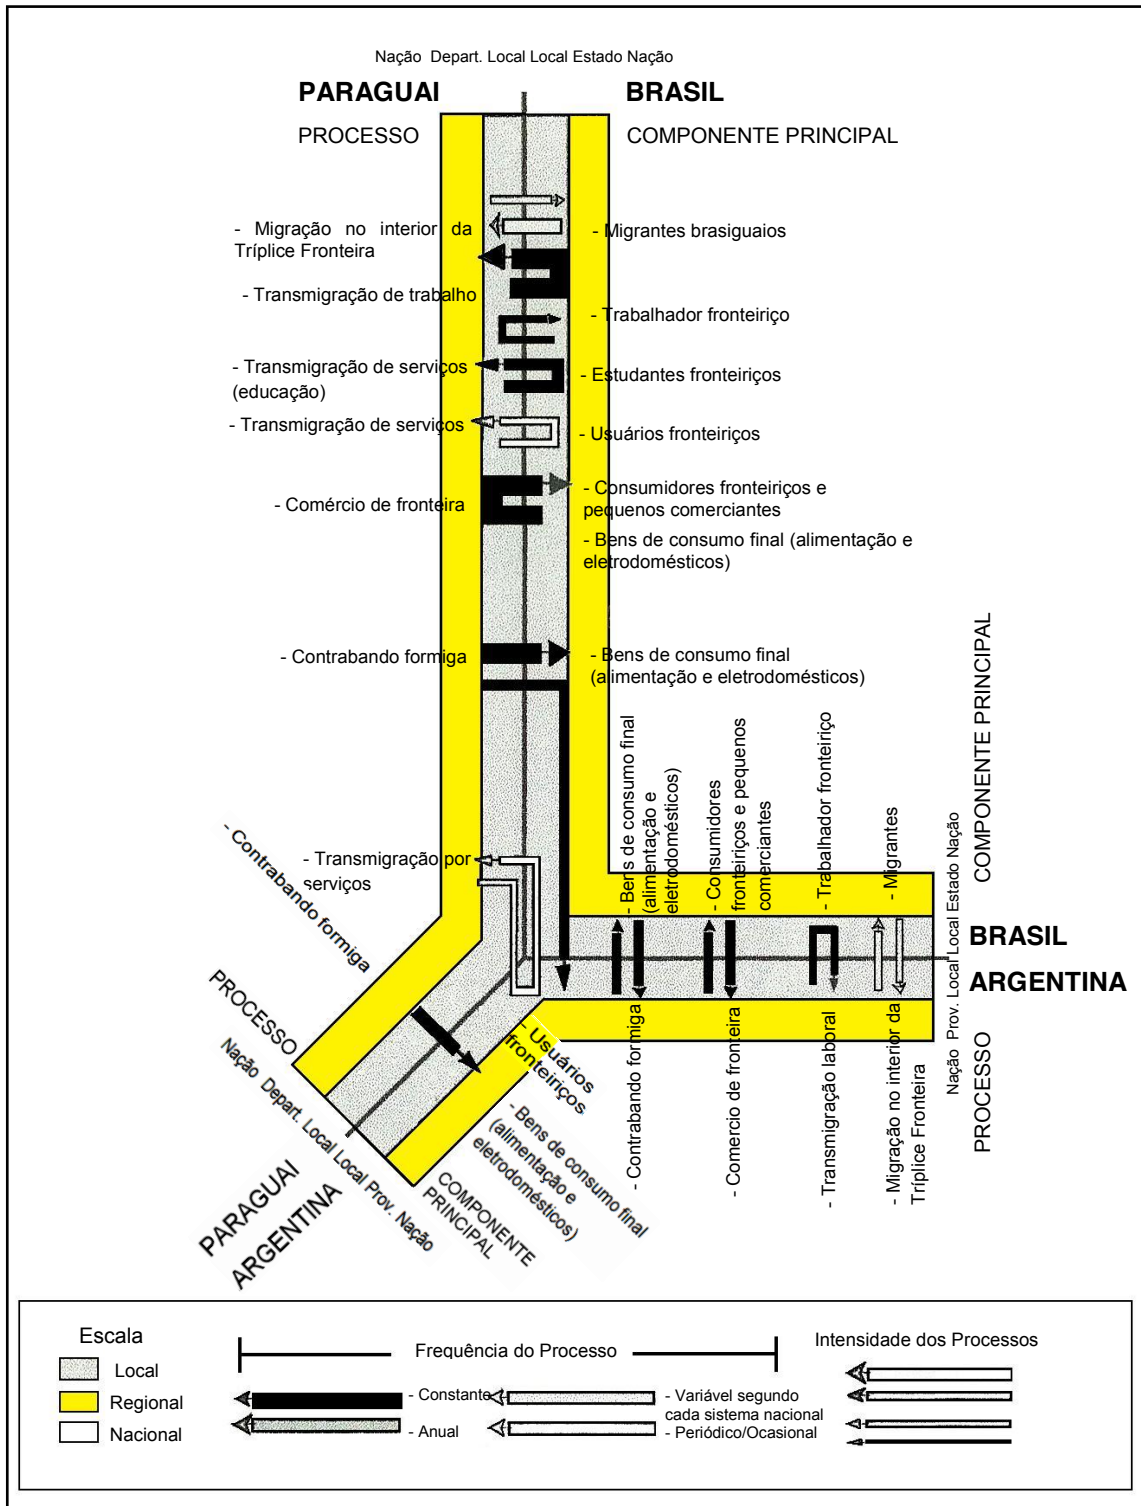 Nação Depart. Local Local Estado Nação
PARAGUAI
BRASIL
PROCESSO
COMPONENTE PRINCIPAL
- Migração no interior da
Tríplice Fronteira
- Migrantes brasiguaios
- Transmigração de trabalho
- Trabalhador fronteiriço
- Transmigração de serviços
(educação)
- Estudantes fronteiriços
- Transmigração de serviços
- Usuários fronteiriços
- Comércio de fronteira
- Consumidores fronteiriços e
pequenos comerciantes
- Bens de consumo final (alimentação e
eletrodomésticos)
- Contrabando formiga
- Bens de consumo final
(alimentação e eletrodomésticos)
- Transmigração por
serviços
- Bens de consumo final
(alimentação e
eletrodomésticos)
- Consumidores
fronteiriços e pequenos
comerciantes
- Trabalhador fronteiriço
- Migrantes
COMPONENTE PRINCIPAL
Nação Prov. Local Local Estado Nação
BRASIL
ARGENTINA
PROCESSO
- Contrabando formiga
- Comercio de fronteira
- Transmigração laboral
- Migração no interior da
Tríplice Fronteira
- Contrabando formiga
PROCESSO
Nação Depart. Local Local Prov. Nação
PARAGUAI
ARGENTINA
COMPONENTE
PRINCIPAL
- Usuários
fronteiriços
- Bens de consumo final
(alimentação e
eletrodomésticos)
Escala
Local
Regional
Nacional
Frequência do Processo
- Constante
- Anual
- Variável segundo
cada sistema nacional
- Periódico/Ocasional
Intensidade dos Processos